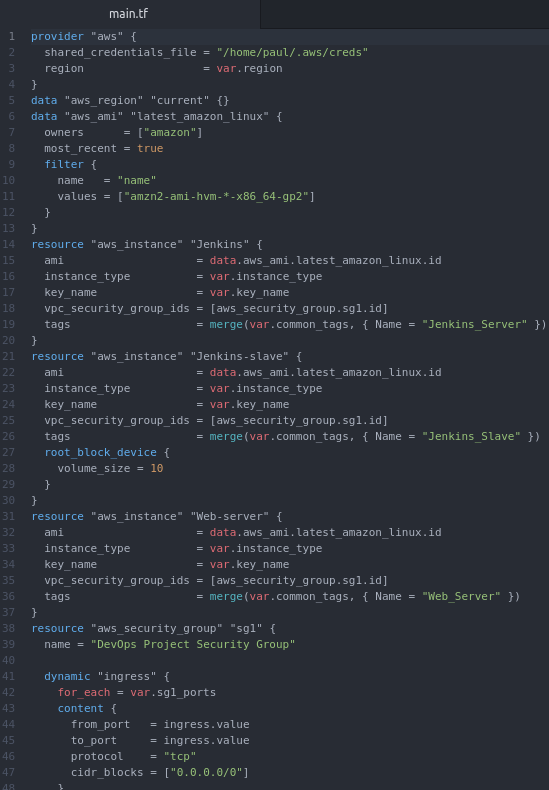 main.tf
1 provider "aws" {
2   shared_credentials_file = "/home/paul/.aws/creds"
3   region                  = var.region
4 }
5 data "aws_region" "current" {}
6 data "aws_ami" "latest_amazon_linux" {
7   owners      = ["amazon"]
8   most_recent = true
9   filter {
10     name   = "name"
11     values = ["amzn2-ami-hvm-*-x86_64-gp2"]
12   }
13 }
14 resource "aws_instance" "Jenkins" {
15   ami                    = data.aws_ami.latest_amazon_linux.id
16   instance_type          = var.instance_type
17   key_name               = var.key_name
18   vpc_security_group_ids = [aws_security_group.sg1.id]
19   tags                   = merge(var.common_tags, { Name = "Jenkins_Server" })
20 }
21 resource "aws_instance" "Jenkins-slave" {
22   ami                    = data.aws_ami.latest_amazon_linux.id
23   instance_type          = var.instance_type
24   key_name               = var.key_name
25   vpc_security_group_ids = [aws_security_group.sg1.id]
26   tags                   = merge(var.common_tags, { Name = "Jenkins_Slave" })
27   root_block_device {
28     volume_size = 10
29   }
30 }
31 resource "aws_instance" "Web-server" {
32   ami                    = data.aws_ami.latest_amazon_linux.id
33   instance_type          = var.instance_type
34   key_name               = var.key_name
35   vpc_security_group_ids = [aws_security_group.sg1.id]
36   tags                   = merge(var.common_tags, { Name = "Web_Server" })
37 }
38 resource "aws_security_group" "sg1" {
39   name = "DevOps Project Security Group"
40
41   dynamic "ingress" {
42     for_each = var.sg1_ports
43     content {
44       from_port   = ingress.value
45       to_port     = ingress.value
46       protocol    = "tcp"
47       cidr_blocks = ["0.0.0.0/0"]
48     }